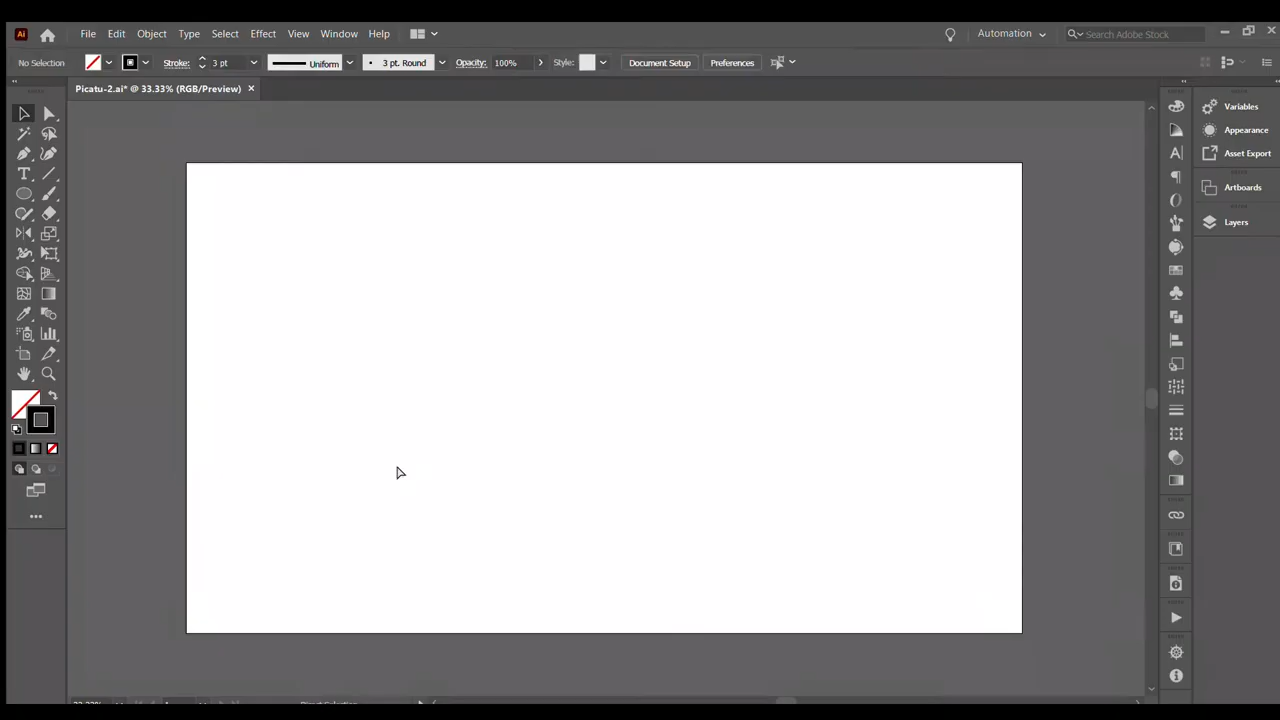 Ai File Edit Object Type Select Effect View Window Help Automation Search Adobe Stock
No Selection Stroke: 3 pt Uniform 3 pt. Round Opacity: 100% Style: Document Setup Preferences
Picatu-2.ai* @ 33.33% (RGB/Preview) ×
Variables
Appearance
Asset Export
Artboards
Layers